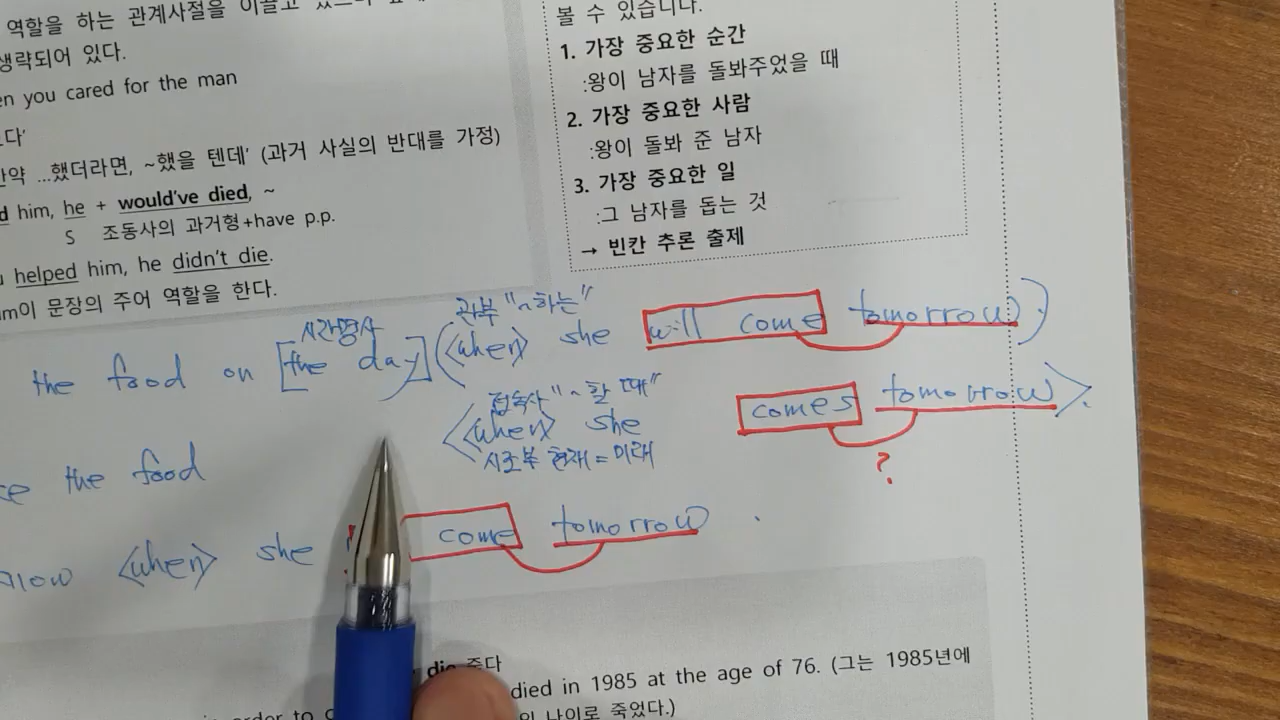 역할을 하는 관계사절을 이끌고
생략되어 있다.
you cared for the man
…했더라면, ~했을 텐데’ (과거 사실의 반대를 가정)
him, he + would've died, ~
S 조동사의 과거형+have p.p.
helped him, he didn't die.
이 문장의 주어 역할을 한다.
볼 수 있습니다.
1. 가장 중요한 순간
:왕이 남자를 돌봐주었을 때
2. 가장 중요한 사람
:왕이 돌봐 준 남자
3. 가장 중요한 일
:그 남자를 돕는 것
→ 빈칸 추론 출제
시간명사 관부 "~하는"
the food on [the day] (<when> she will come tomorrow)
접속사 "~할 때"
<<when> she comes tomorrow>.
시조부 현재 = 미래
?
the food
<when> she come tomorrow .
die 죽다
died in 1985 at the age of 76. (그는 1985년에
나이로 죽었다.)
order to